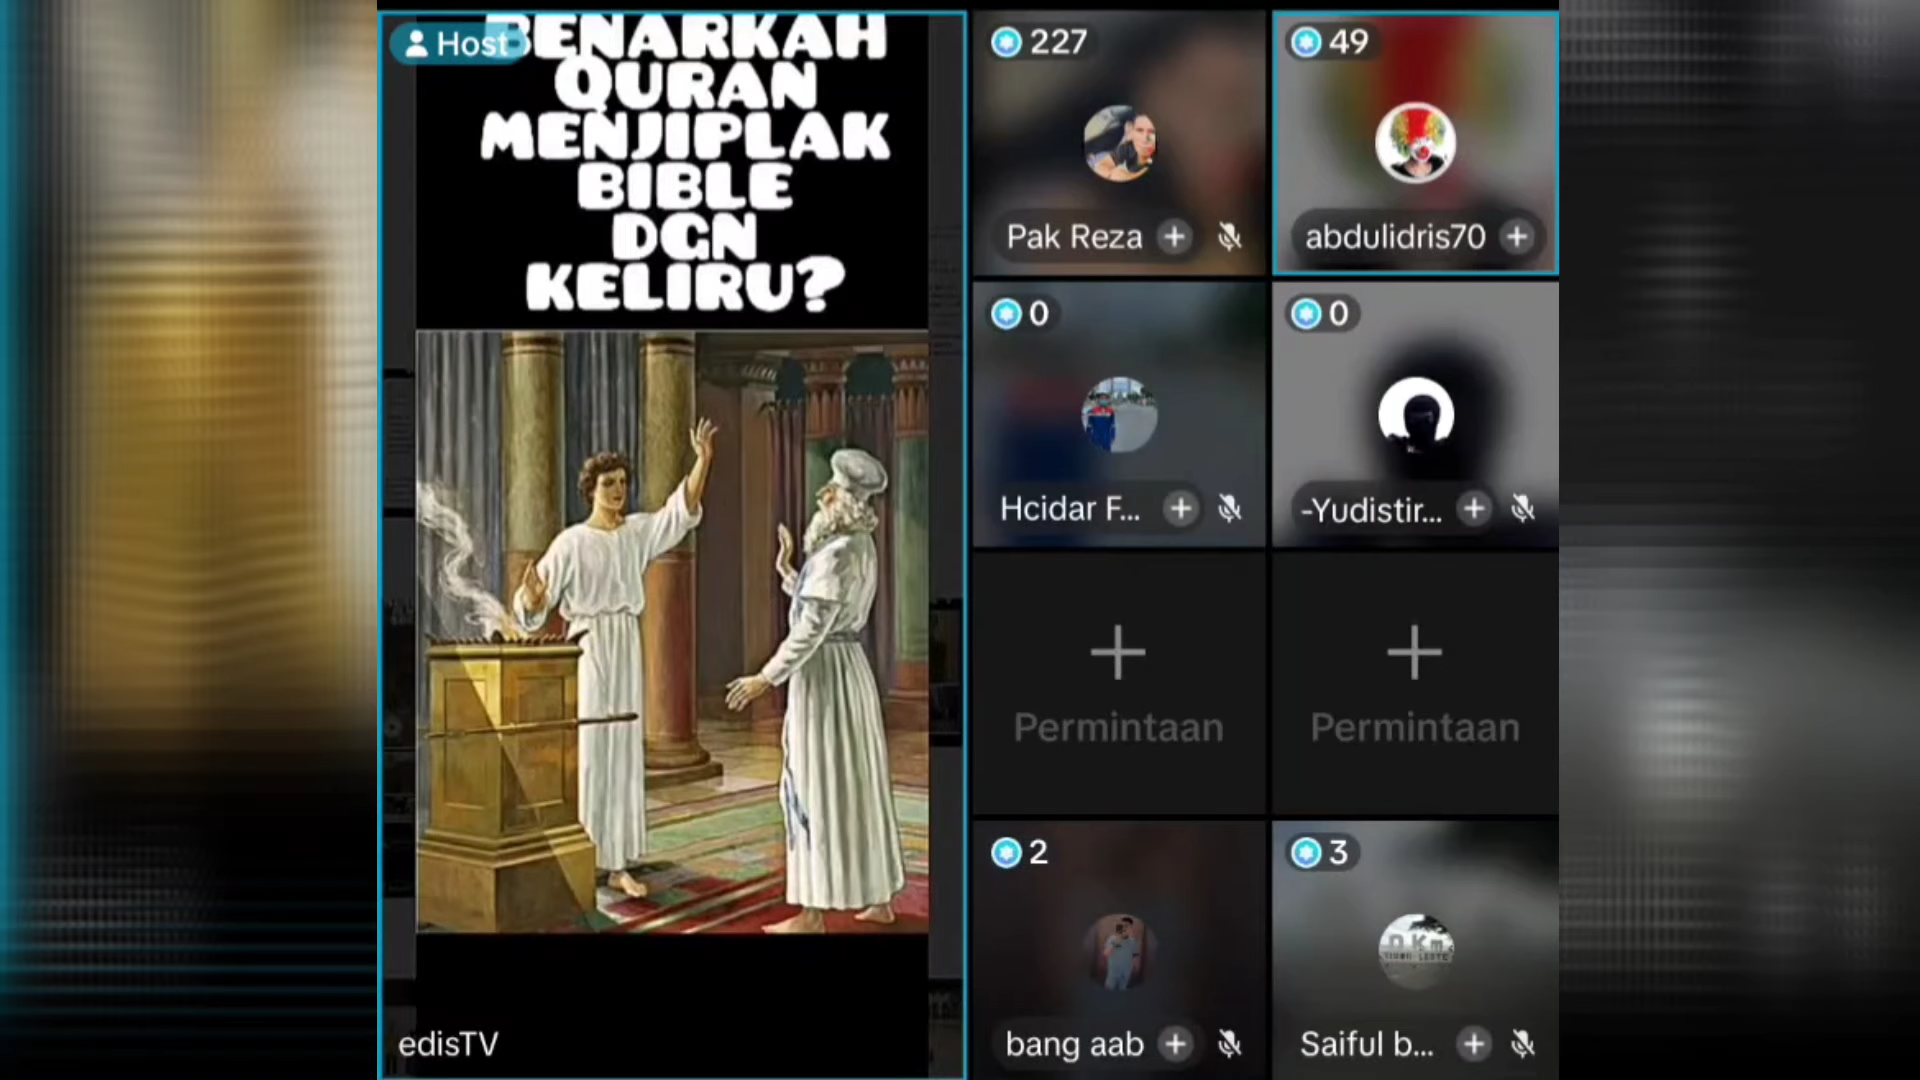 Host
BENARKAH
QURAN
MENJIPLAK
BIBLE
DGN
KELIRU?
edisTV
227
Pak Reza
49
abdulidris70
0
Hcidar F...
0
-Yudistir...
Permintaan
Permintaan
2
bang aab
3
Saiful b...